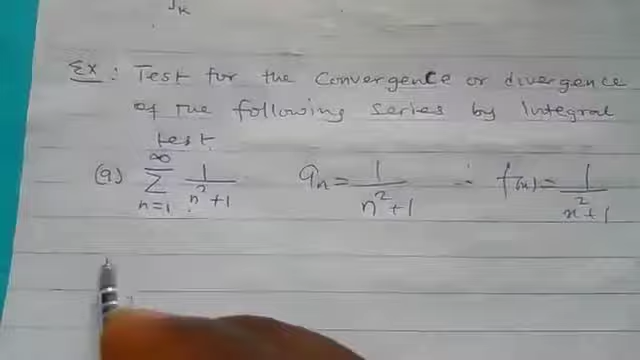 Ex : Test for the Convergence or divergence
of the following series by Integral
test
(a) ∞ Σ n=1 1/(n²+1) aₙ = 1/(n²+1) ∴ f(x) = 1/(x²+1)